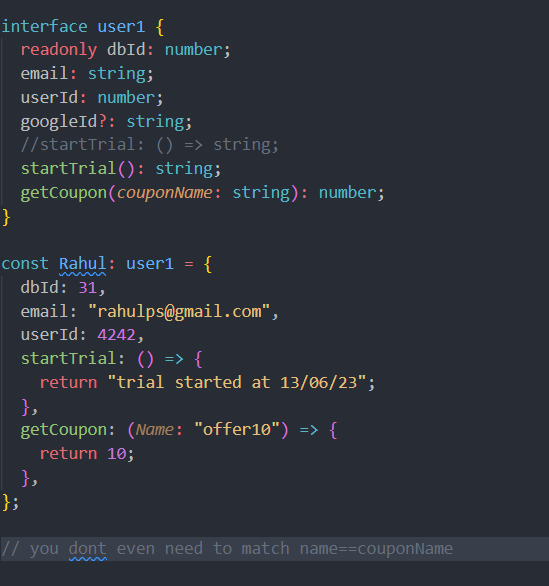 interface user1 {
readonly dbId: number;
email: string;
userId: number;
googleId?: string;
//startTrial: () => string;
startTrial(): string;
getCoupon(couponName: string): number;
}
const Rahul: user1 = {
dbId: 31,
email: "rahulps@gmail.com",
userId: 4242,
startTrial: () => {
return "trial started at 13/06/23";
},
getCoupon: (Name: "offer10") => {
return 10;
},
};
// you dont even need to match name==couponName